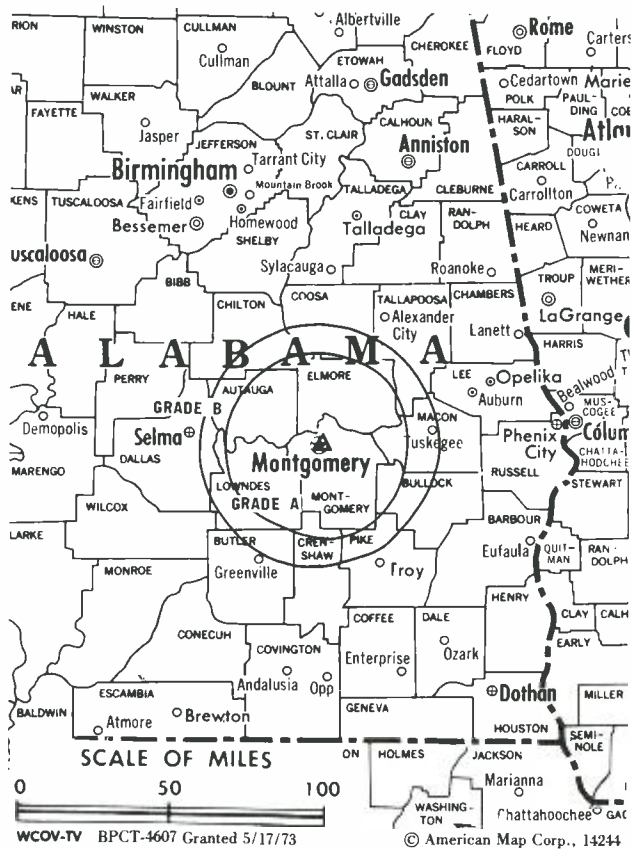 RION
WINSTON
CULLMAN
Cullman
Albertville
ETOWAH
CHEROKEE
FLOYD
Rome
Carters
Attalla
Gadsden
BLOUNT
Cedartown
Marie
POLK
PAUL-
DING
COB
AR
WALKER
FAYETTE
Jasper
ST. CLAIR
CALHOUN
Anniston
HARAL-
SON
Atlan
DOUGL
JEFFERSON
Tarrant City
Birmingham
Mountain Brook
TALLADEGA
CLEBURNE
CARROLL
Carrollton
KENS
TUSCALOOSA
Fairfield
Homewood
Bessemer
SHELBY
CLAY
Talladega
RAN-
DOLPH
HEARD
COWETA
Newnan
uscaloosa
Sylacauga
Roanoke
TROUP
MERI-
WETHER
BIBB
COOSA
TALLAPOOSA
CHAMBERS
LaGrange
ENE
HALE
CHILTON
Alexander
City
Lanett
HARRIS
ALABAMA
PERRY
AUTAUGA
ELMORE
LEE
Opelika
Auburn
Bealwood
MUS-
COGEE
GRADE B
MACON
Tuskegee
Phenix
City
Colum
CHATTA-
HOOCHEE
Demopolis
Selma
DALLAS
Montgomery
MARENGO
LOWNDES
GRADE A
MONT-
GOMERY
BULLOCK
RUSSELL
STEWART
WILCOX
LARKE
BUTLER
CREN-
SHAW
PIKE
BARBOUR
Eufaula
QUIT-
MAN
RAN-
DOLPH
MONROE
Greenville
Troy
HENRY
CLAY
CALH
CONECUH
COFFEE
DALE
EARLY
COVINGTON
Enterprise
Ozark
Andalusia
Opp
ESCAMBIA
Dothan
MILLER
BALDWIN
Atmore
Brewton
GENEVA
HOUSTON
SEMI-
NOLE
SCALE OF MILES
ON
HOLMES
JACKSON
0 50 100
Marianna
WASHING-
TON
Chattahoochee
GAD
WCOV-TV BPCT-4607 Granted 5/17/73
© American Map Corp., 14244